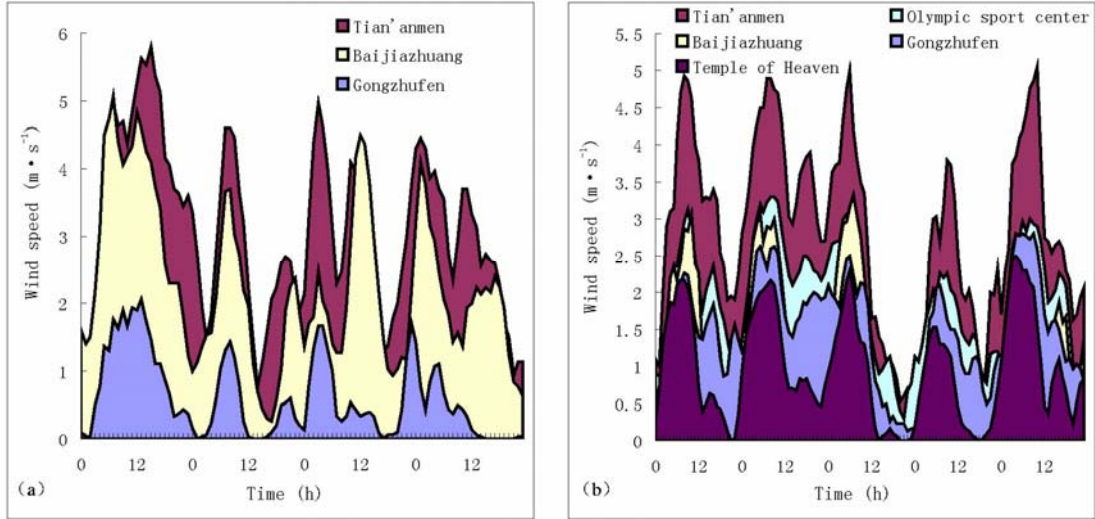 Tian'anmen
Baijiazhuang
Gongzhufen
6
5
4
3
2
1
0
Wind speed (m·s⁻¹)
0 12 0 12 0 12 0 12
Time (h)
(a)
Tian'anmen Olympic sport center
Baijiazhuang Gongzhufen
Temple of Heaven
5.5
5
4.5
4
3.5
3
2.5
2
1.5
1
0.5
0
Wind speed (m·s⁻¹)
0 12 0 12 0 12 0 12 0 12
Time (h)
(b)